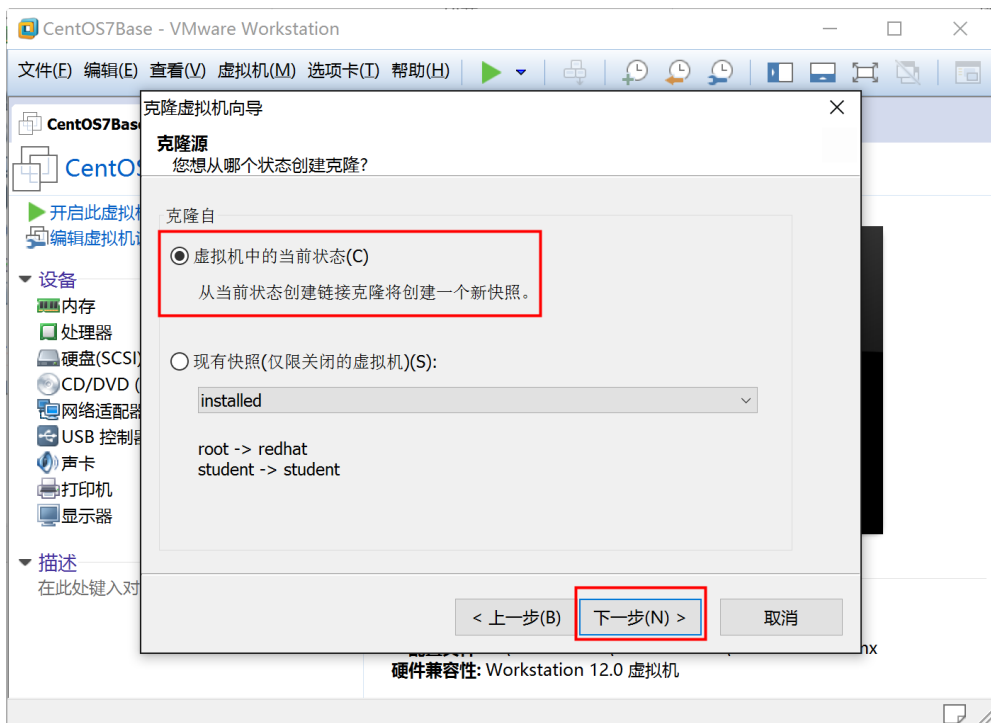 CentOS7Base - VMware Workstation
文件(F) 编辑(E) 查看(V) 虚拟机(M) 选项卡(T) 帮助(H)
CentOS7Base
CentOS
开启此虚拟机
编辑虚拟机
设备
内存
处理器
硬盘(SCSI)
CD/DVD (
网络适配器
USB 控制器
声卡
打印机
显示器
描述
在此处键入对
克隆虚拟机向导
克隆源
您想从哪个状态创建克隆?
克隆自
虚拟机中的当前状态(C)
从当前状态创建链接克隆将创建一个新快照。
现有快照(仅限关闭的虚拟机)(S):
installed
root -> redhat
student -> student
< 上一步(B) 下一步(N) > 取消
硬件兼容性: Workstation 12.0 虚拟机